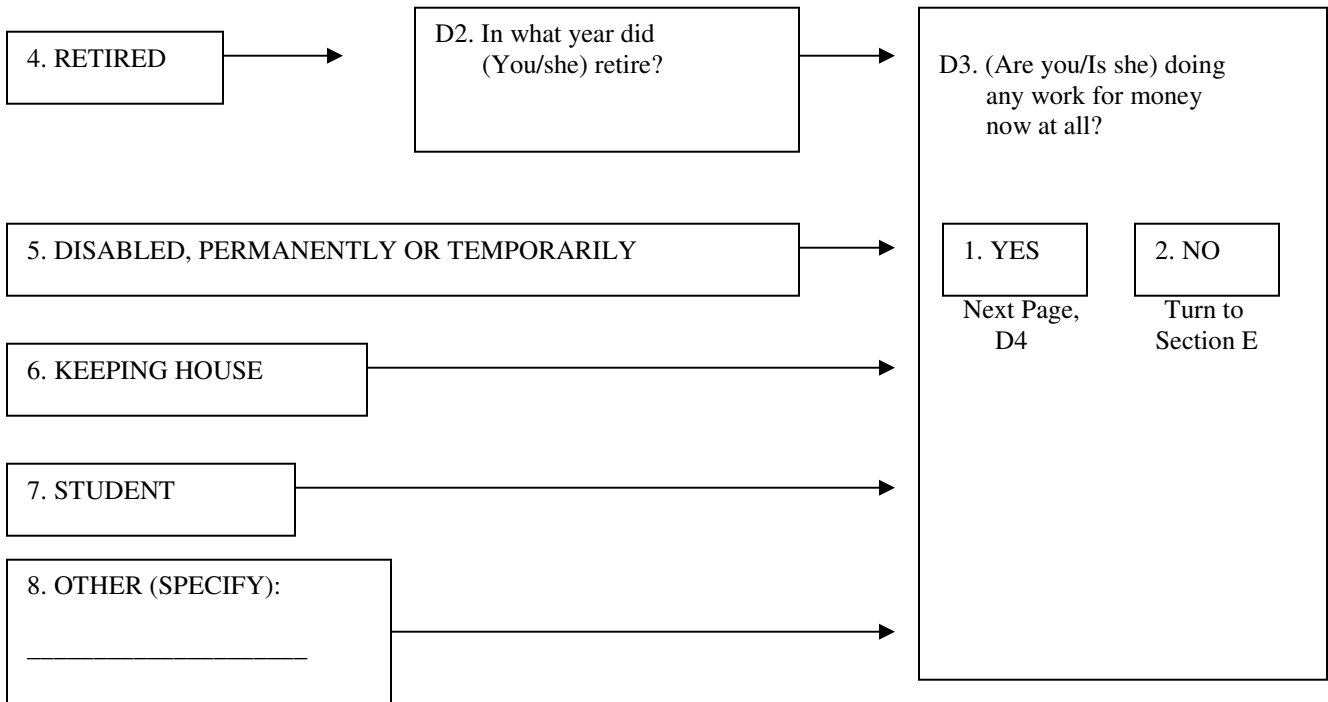 4. RETIRED
D2. In what year did
(You/she) retire?
D3. (Are you/Is she) doing
any work for money
now at all?
1. YES
Next Page,
D4
2. NO
Turn to
Section E
5. DISABLED, PERMANENTLY OR TEMPORARILY
6. KEEPING HOUSE
7. STUDENT
8. OTHER (SPECIFY):
_____________________